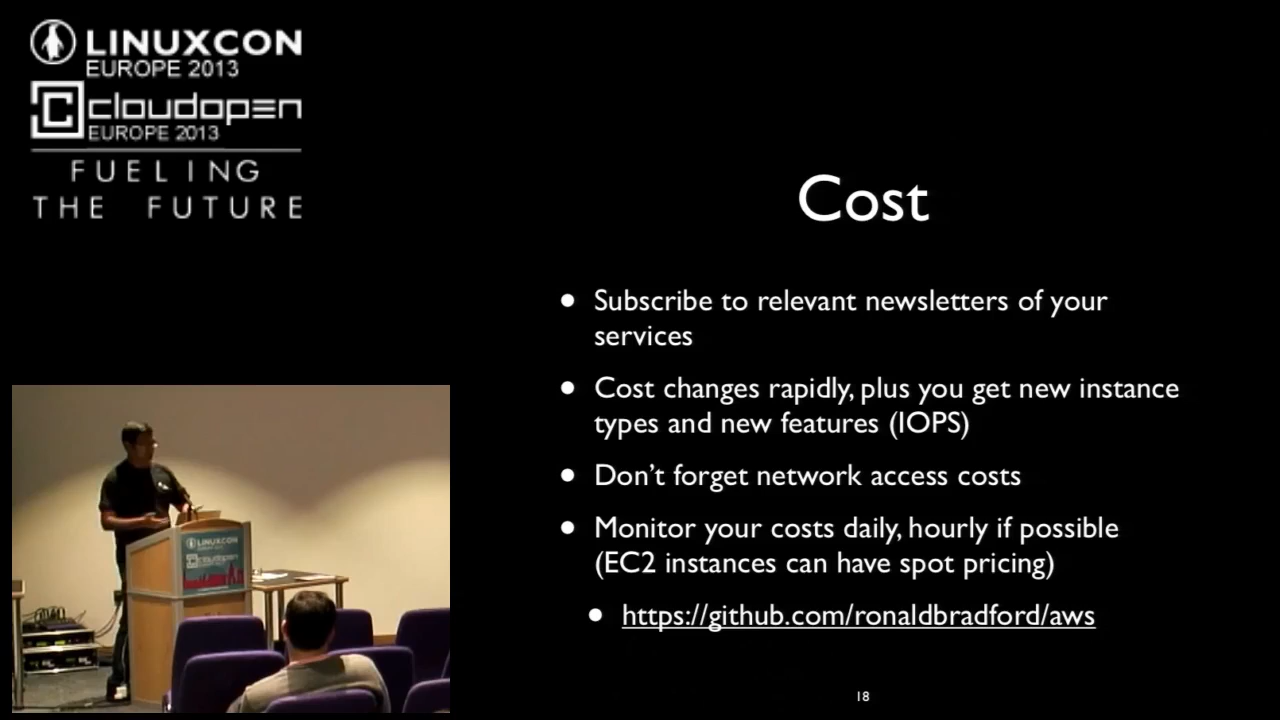 LINUXCON
EUROPE 2013
cloudopen
EUROPE 2013
FUELING
THE FUTURE
Cost
• Subscribe to relevant newsletters of your
services
• Cost changes rapidly, plus you get new instance
types and new features (IOPS)
• Don't forget network access costs
• Monitor your costs daily, hourly if possible
(EC2 instances can have spot pricing)
• https://github.com/ronaldbradford/aws
18
LINUXCON
cloudopen